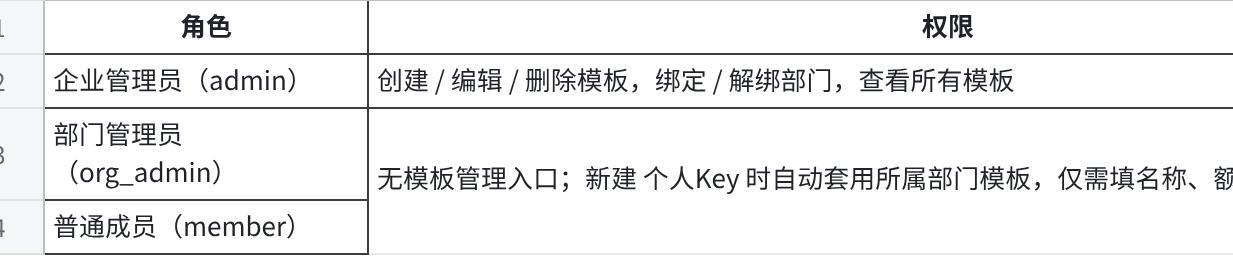 角色
权限
2
企业管理员（admin）
创建 / 编辑 / 删除模板，绑定 / 解绑部门，查看所有模板
3
部门管理员
（org_admin）
无模板管理入口；新建 个人Key 时自动套用所属部门模板，仅需填名称、额
4
普通成员（member）